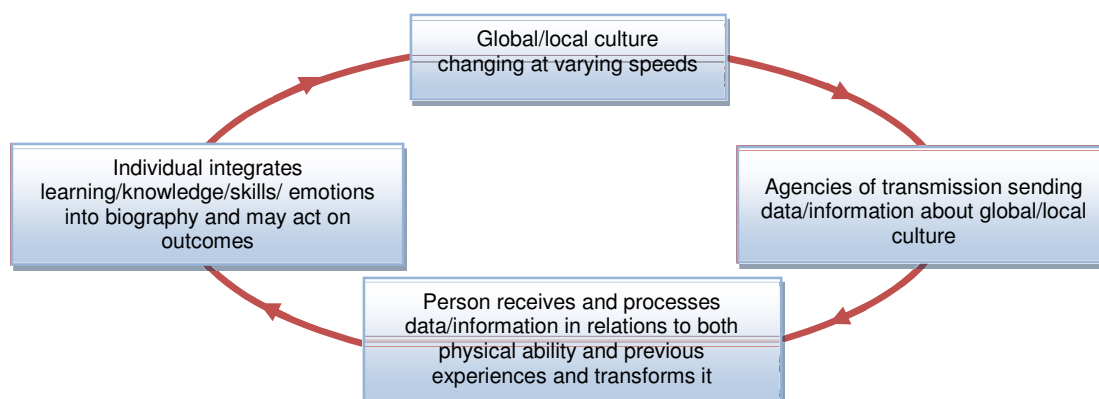 Global/local culture
changing at varying speeds
Individual integrates
learning/knowledge/skills/ emotions
into biography and may act on
outcomes
Agencies of transmission sending
data/information about global/local
culture
Person receives and processes
data/information in relations to both
physical ability and previous
experiences and transforms it